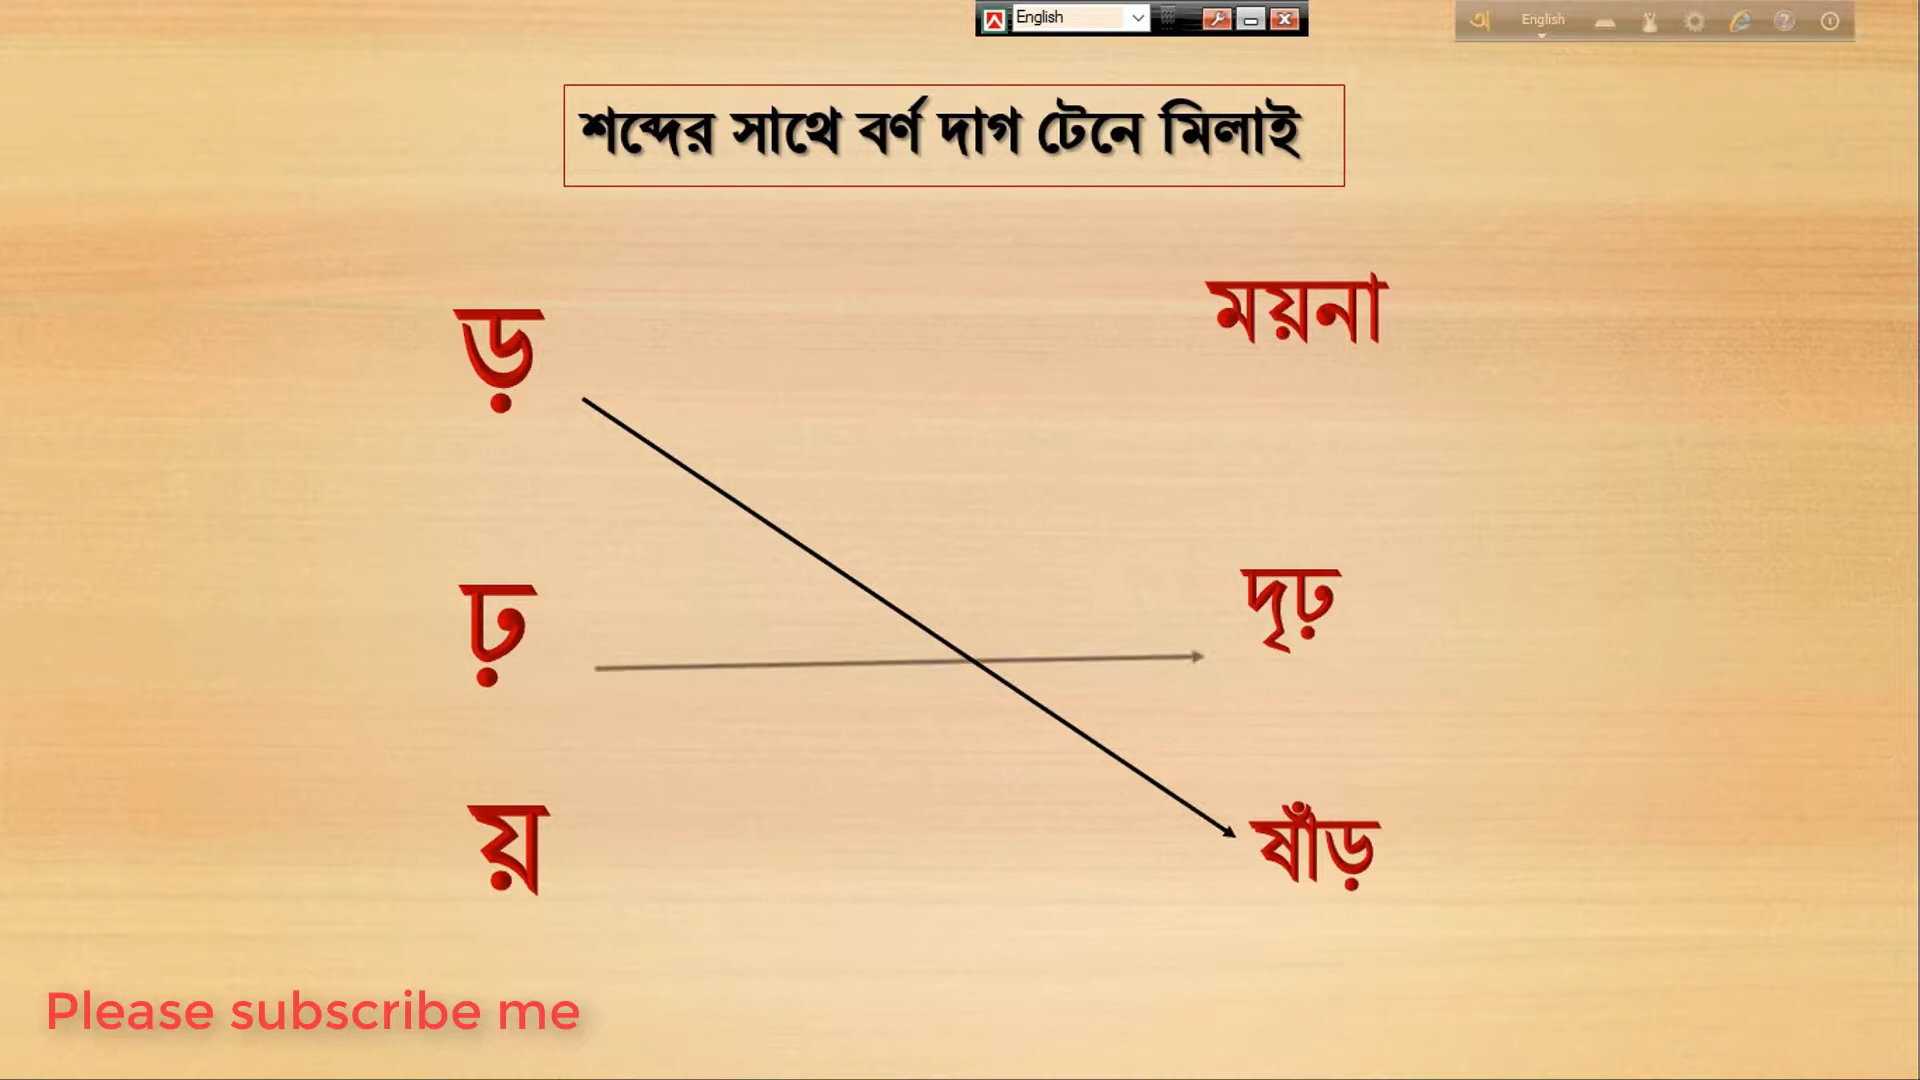 English
English
শব্দের সাথে বর্ণ দাগ টেনে মিলাই
ড় ময়না
ঢ় দৃঢ়
য় ষাঁড়
Please subscribe me